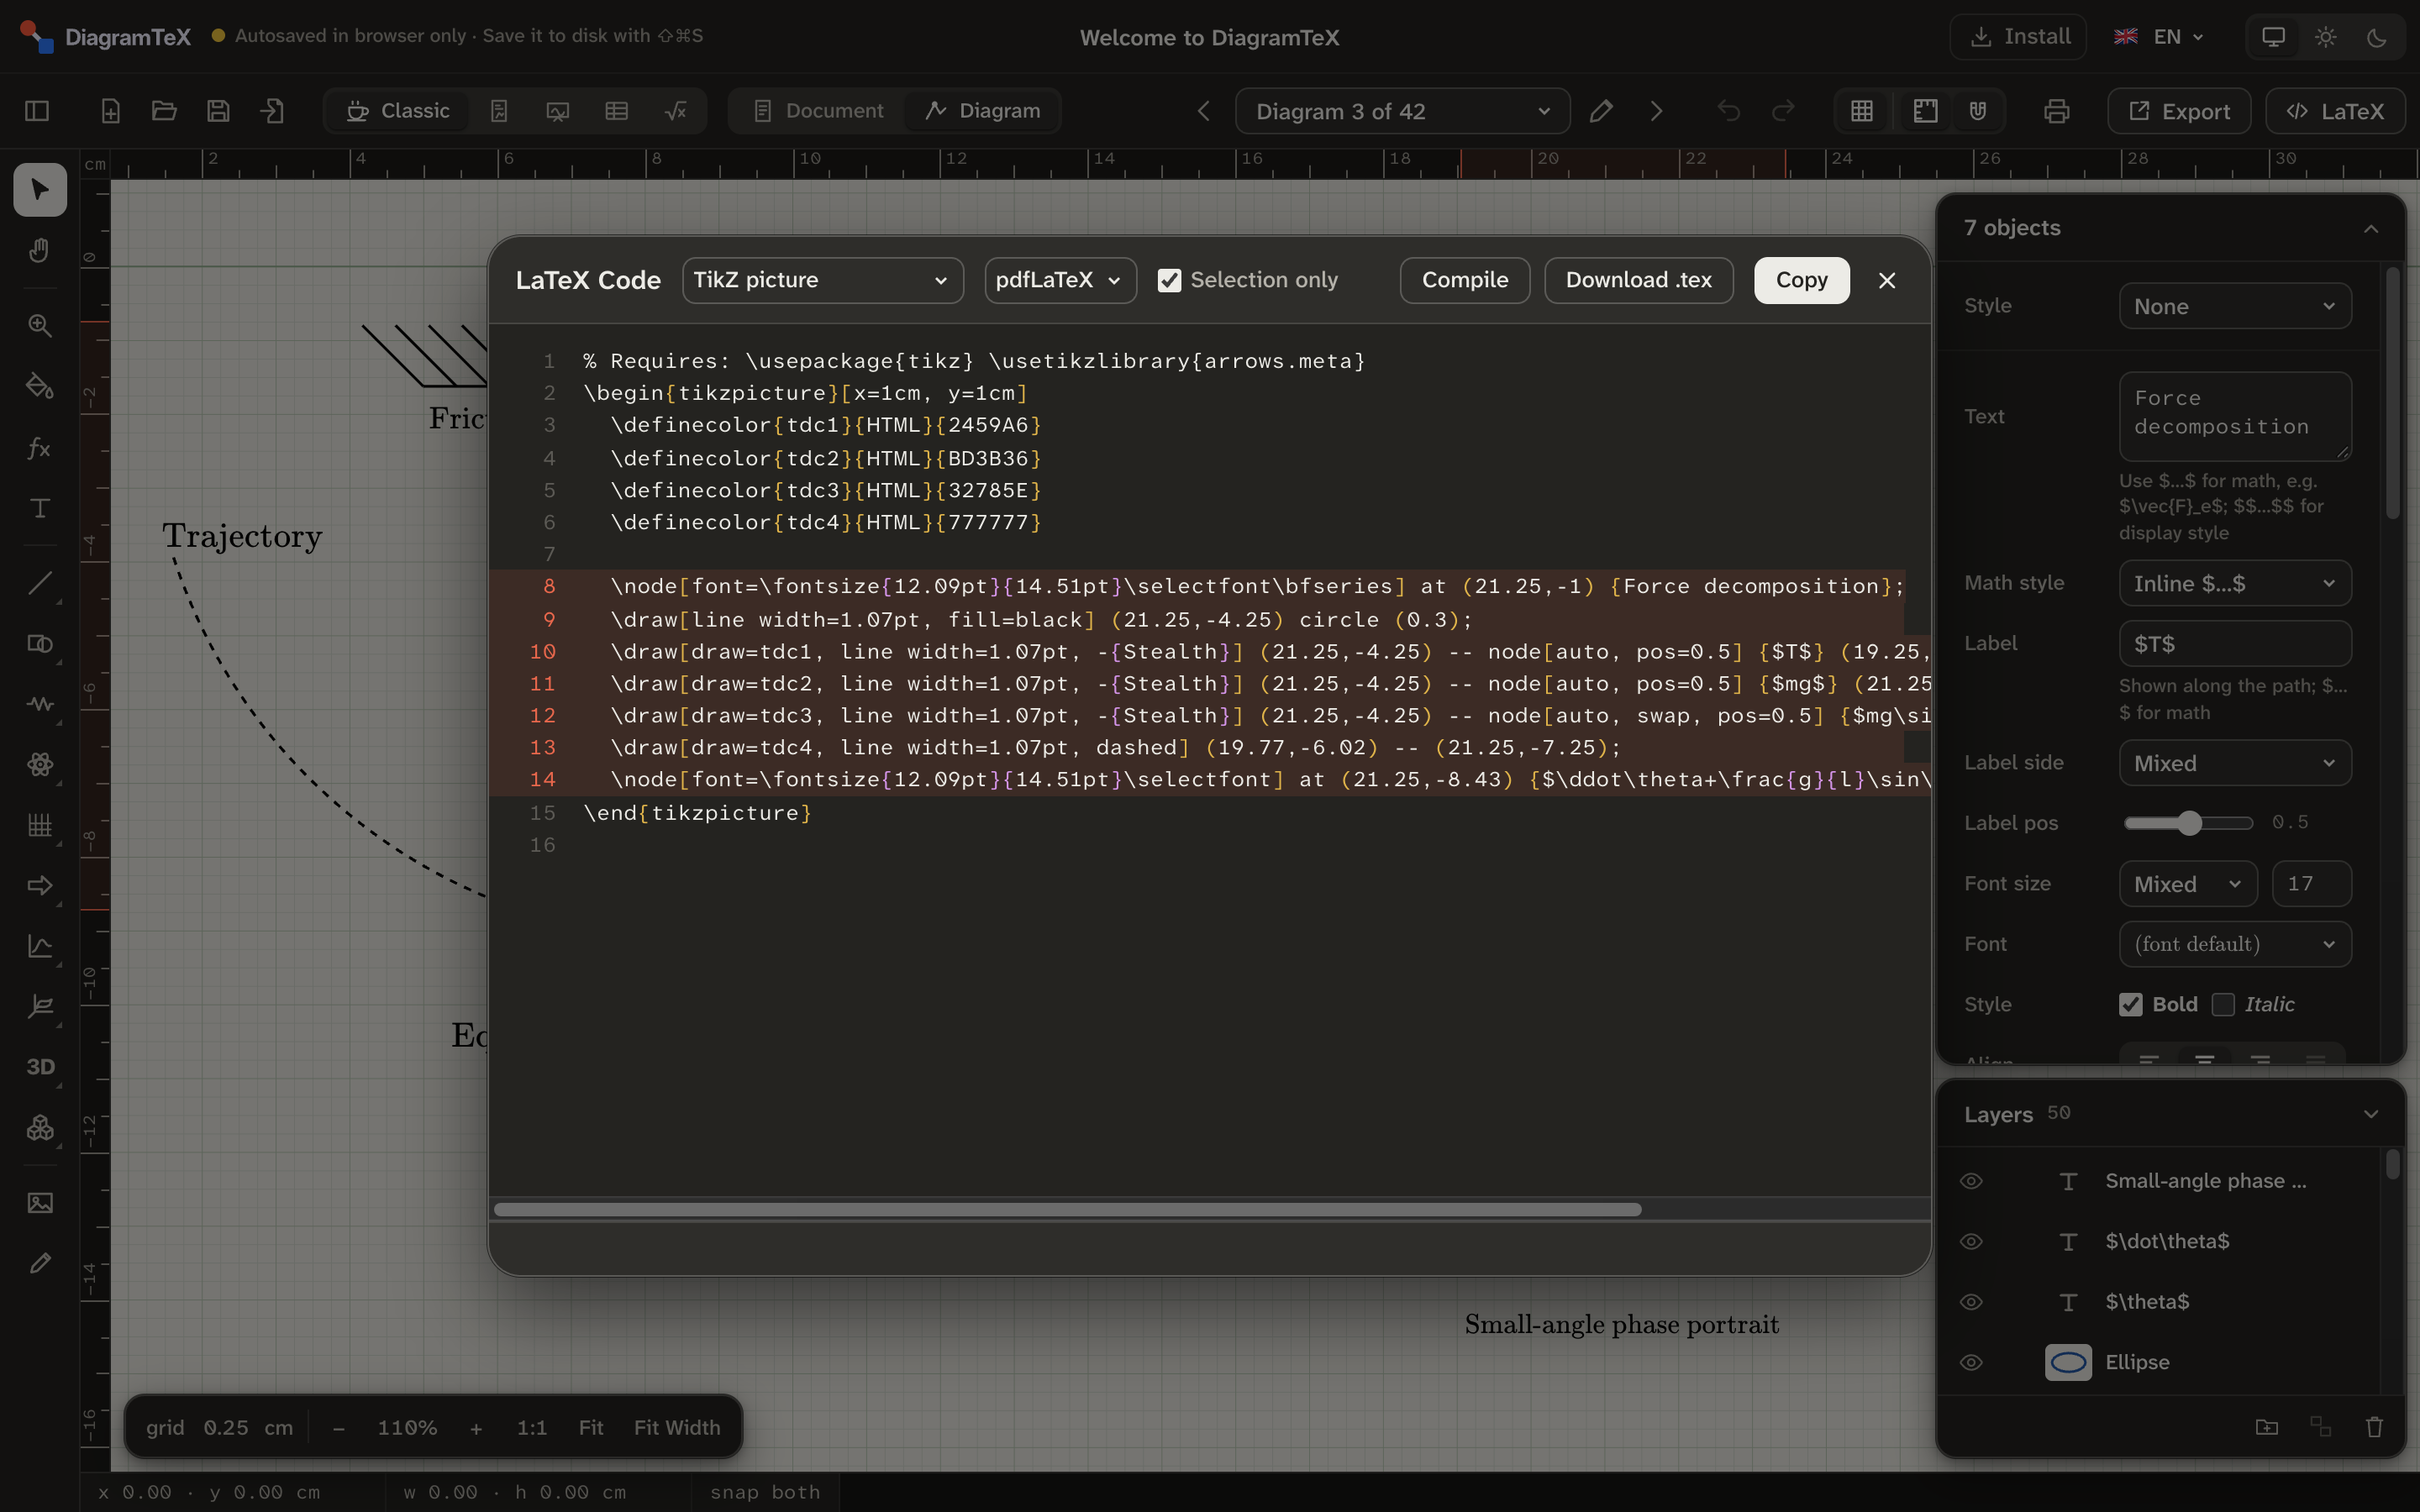 DiagramTeX
Autosaved in browser only · Save it to disk with ⇧⌘S
Welcome to DiagramTeX
Install
EN
Classic
Document
Diagram
Diagram 3 of 42
Export
LaTeX
cm
2
4
6
8
10
12
14
16
18
20
22
24
26
28
30
0
-2
-4
-6
-8
-10
-12
-14
-16
fx
T
3D
Fric
Trajectory
Eq
Small-angle phase portrait
LaTeX Code
TikZ picture
pdfLaTeX
Selection only
Compile
Download .tex
Copy
1 % Requires: \usepackage{tikz} \usetikzlibrary{arrows.meta}
2 \begin{tikzpicture}[x=1cm, y=1cm]
3 \definecolor{tdc1}{HTML}{2459A6}
4 \definecolor{tdc2}{HTML}{BD3B36}
5 \definecolor{tdc3}{HTML}{32785E}
6 \definecolor{tdc4}{HTML}{777777}
7
8 \node[font=\fontsize{12.09pt}{14.51pt}\selectfont\bfseries] at (21.25,-1) {Force decomposition};
9 \draw[line width=1.07pt, fill=black] (21.25,-4.25) circle (0.3);
10 \draw[draw=tdc1, line width=1.07pt, -{Stealth}] (21.25,-4.25) -- node[auto, pos=0.5] {$T$} (19.25,
11 \draw[draw=tdc2, line width=1.07pt, -{Stealth}] (21.25,-4.25) -- node[auto, pos=0.5] {$mg$} (21.25
12 \draw[draw=tdc3, line width=1.07pt, -{Stealth}] (21.25,-4.25) -- node[auto, swap, pos=0.5] {$mg\si
13 \draw[draw=tdc4, line width=1.07pt, dashed] (19.77,-6.02) -- (21.25,-7.25);
14 \node[font=\fontsize{12.09pt}{14.51pt}\selectfont] at (21.25,-8.43) {$\ddot\theta+\frac{g}{l}\sin\
15 \end{tikzpicture}
16
7 objects
Style
None
Text
Force
decomposition
Use $...$ for math, e.g.
$\vec{F}_e$; $$...$$ for
display style
Math style
Inline $...$
Label
$T$
Shown along the path; $...
$ for math
Label side
Mixed
Label pos
0.5
Font size
Mixed
17
Font
(font default)
Style
Bold
Italic
Align
Layers 50
T Small-angle phase ...
T $\dot\theta$
T $\theta$
Ellipse
grid 0.25 cm
− 110% +
1:1
Fit
Fit Width
x 0.00 · y 0.00 cm
w 0.00 · h 0.00 cm
snap both